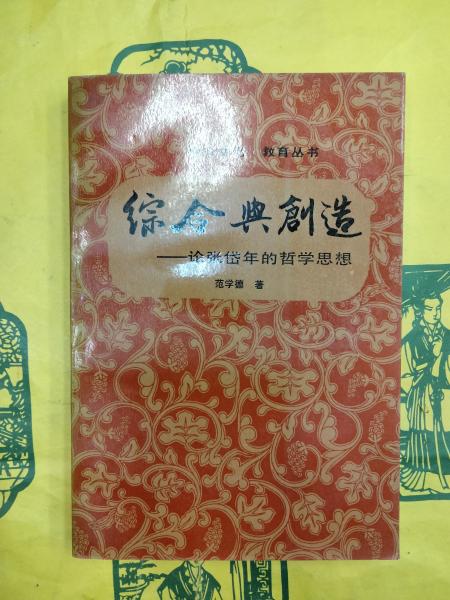 教育丛书
综合與創造
——论张岱年的哲学思想
范学德 著